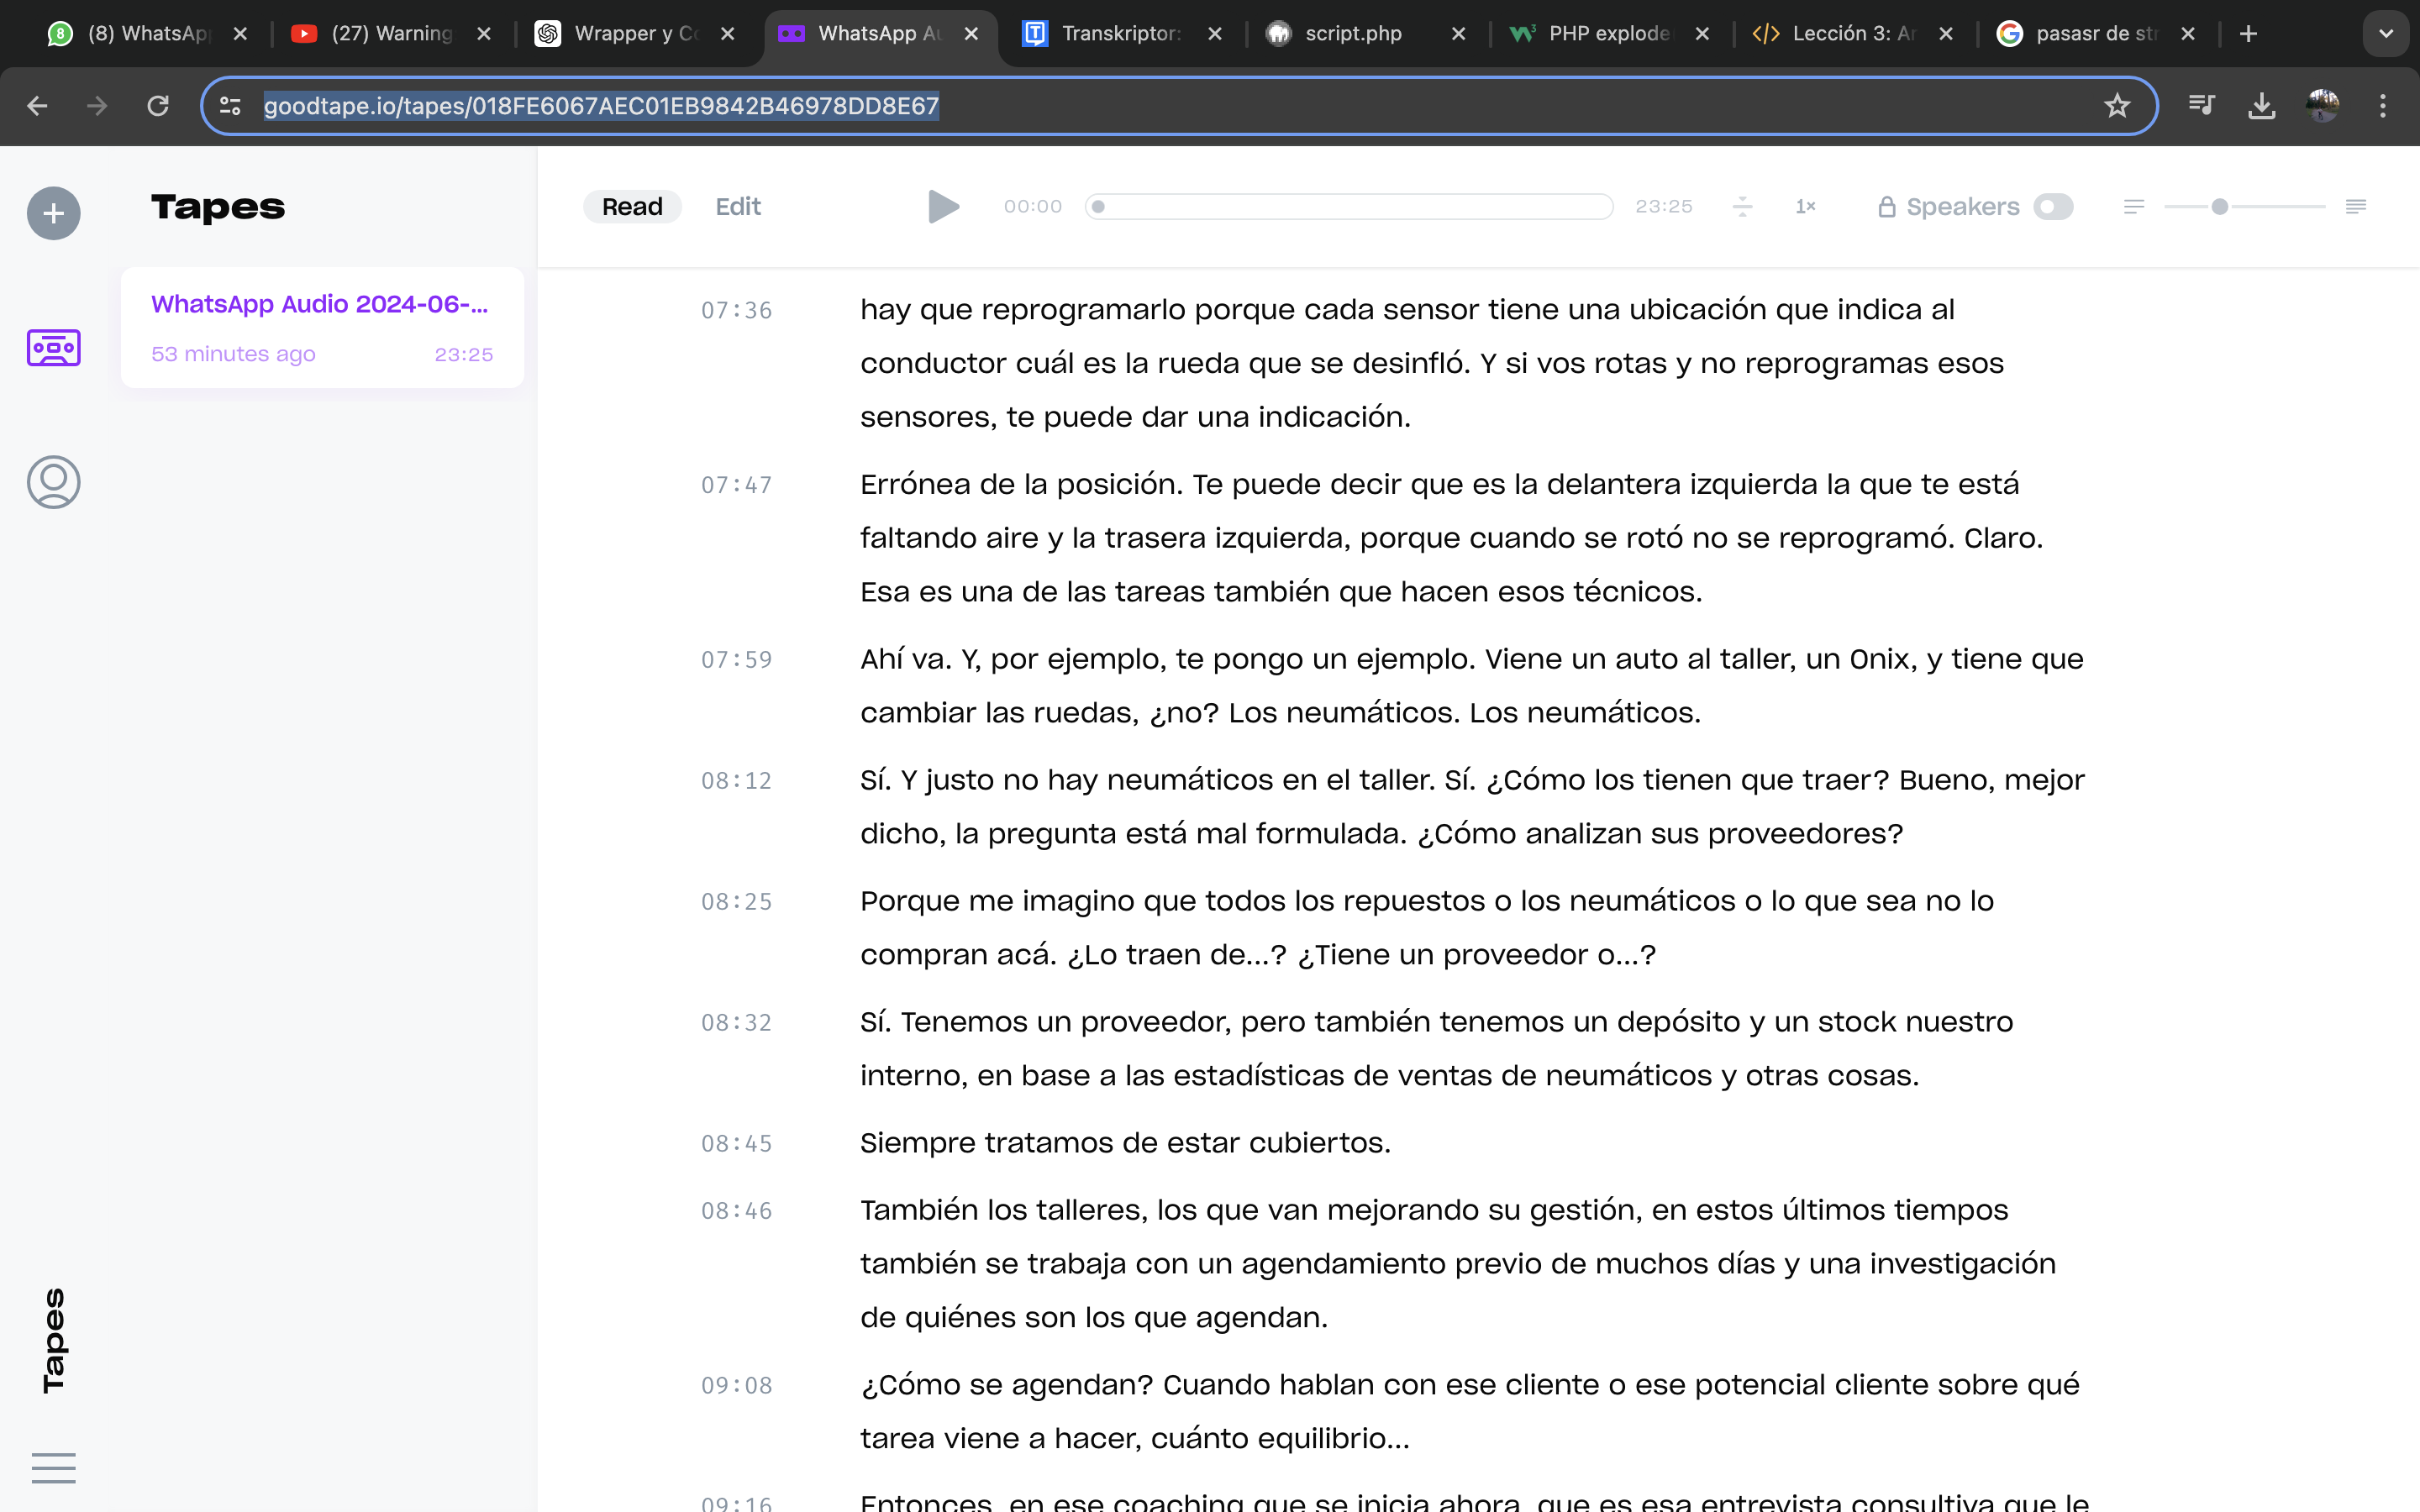 (8) WhatsAp
(27) Warning
Wrapper y Co
WhatsApp Au
Transkriptor:
script.php
PHP explode
Lección 3: Ar
pasasr de str
goodtape.io/tapes/018FE6067AEC01EB9842B46978DD8E67
Tapes
WhatsApp Audio 2024-06-...
53 minutes ago 23:25
Tapes
Read Edit 00:00 23:25 1× Speakers
07:36 hay que reprogramarlo porque cada sensor tiene una ubicación que indica al
conductor cuál es la rueda que se desinfló. Y si vos rotas y no reprogramas esos
sensores, te puede dar una indicación.
07:47 Errónea de la posición. Te puede decir que es la delantera izquierda la que te está
faltando aire y la trasera izquierda, porque cuando se rotó no se reprogramó. Claro.
Esa es una de las tareas también que hacen esos técnicos.
07:59 Ahí va. Y, por ejemplo, te pongo un ejemplo. Viene un auto al taller, un Onix, y tiene que
cambiar las ruedas, ¿no? Los neumáticos. Los neumáticos.
08:12 Sí. Y justo no hay neumáticos en el taller. Sí. ¿Cómo los tienen que traer? Bueno, mejor
dicho, la pregunta está mal formulada. ¿Cómo analizan sus proveedores?
08:25 Porque me imagino que todos los repuestos o los neumáticos o lo que sea no lo
compran acá. ¿Lo traen de...? ¿Tiene un proveedor o...?
08:32 Sí. Tenemos un proveedor, pero también tenemos un depósito y un stock nuestro
interno, en base a las estadísticas de ventas de neumáticos y otras cosas.
08:45 Siempre tratamos de estar cubiertos.
08:46 También los talleres, los que van mejorando su gestión, en estos últimos tiempos
también se trabaja con un agendamiento previo de muchos días y una investigación
de quiénes son los que agendan.
09:08 ¿Cómo se agendan? Cuando hablan con ese cliente o ese potencial cliente sobre qué
tarea viene a hacer, cuánto equilibrio...
09:16 Entonces, en ese coaching que se inicia ahora, que es esa entrevista consultiva que le